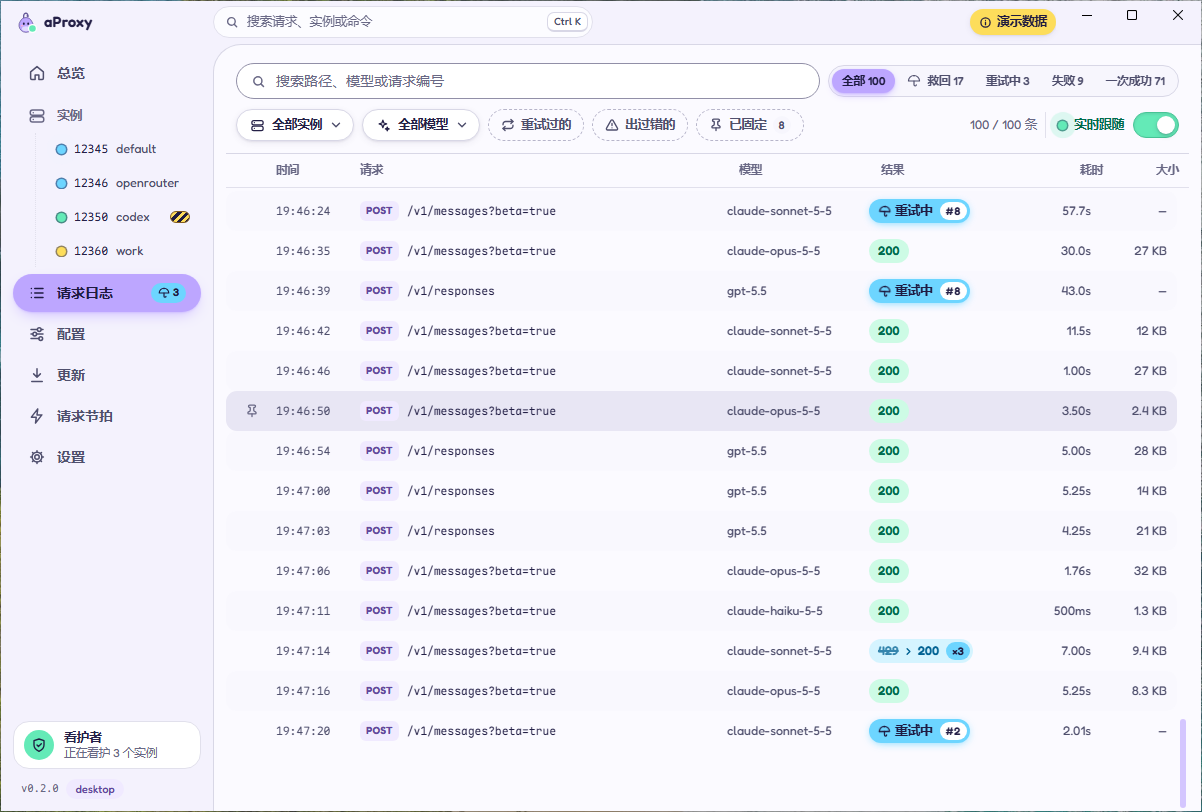 aProxy
搜索请求、实例或命令
Ctrl K
演示数据
总览
实例
12345 default
12346 openrouter
12350 codex
12360 work
请求日志 3
配置
更新
请求节拍
设置
看护者
正在看护 3 个实例
v0.2.0 desktop
搜索路径、模型或请求编号
全部 100 救回 17 重试中 3 失败 9 一次成功 71
全部实例 全部模型 重试过的 出过错的 已固定 8
100 / 100 条 实时跟随
时间 请求 模型 结果 耗时 大小
19:46:24 POST /v1/messages?beta=true claude-sonnet-5-5 重试中 #8 57.7s –
19:46:35 POST /v1/messages?beta=true claude-opus-5-5 200 30.0s 27 KB
19:46:39 POST /v1/responses gpt-5.5 重试中 #8 43.0s –
19:46:42 POST /v1/messages?beta=true claude-sonnet-5-5 200 11.5s 12 KB
19:46:46 POST /v1/messages?beta=true claude-sonnet-5-5 200 1.00s 27 KB
19:46:50 POST /v1/messages?beta=true claude-opus-5-5 200 3.50s 2.4 KB
19:46:54 POST /v1/responses gpt-5.5 200 5.00s 28 KB
19:47:00 POST /v1/responses gpt-5.5 200 5.25s 14 KB
19:47:03 POST /v1/responses gpt-5.5 200 4.25s 21 KB
19:47:06 POST /v1/messages?beta=true claude-opus-5-5 200 1.76s 32 KB
19:47:11 POST /v1/messages?beta=true claude-haiku-5-5 200 500ms 1.3 KB
19:47:14 POST /v1/messages?beta=true claude-sonnet-5-5 429 › 200 ×3 7.00s 9.4 KB
19:47:16 POST /v1/messages?beta=true claude-opus-5-5 200 5.25s 8.3 KB
19:47:20 POST /v1/messages?beta=true claude-sonnet-5-5 重试中 #2 2.01s –